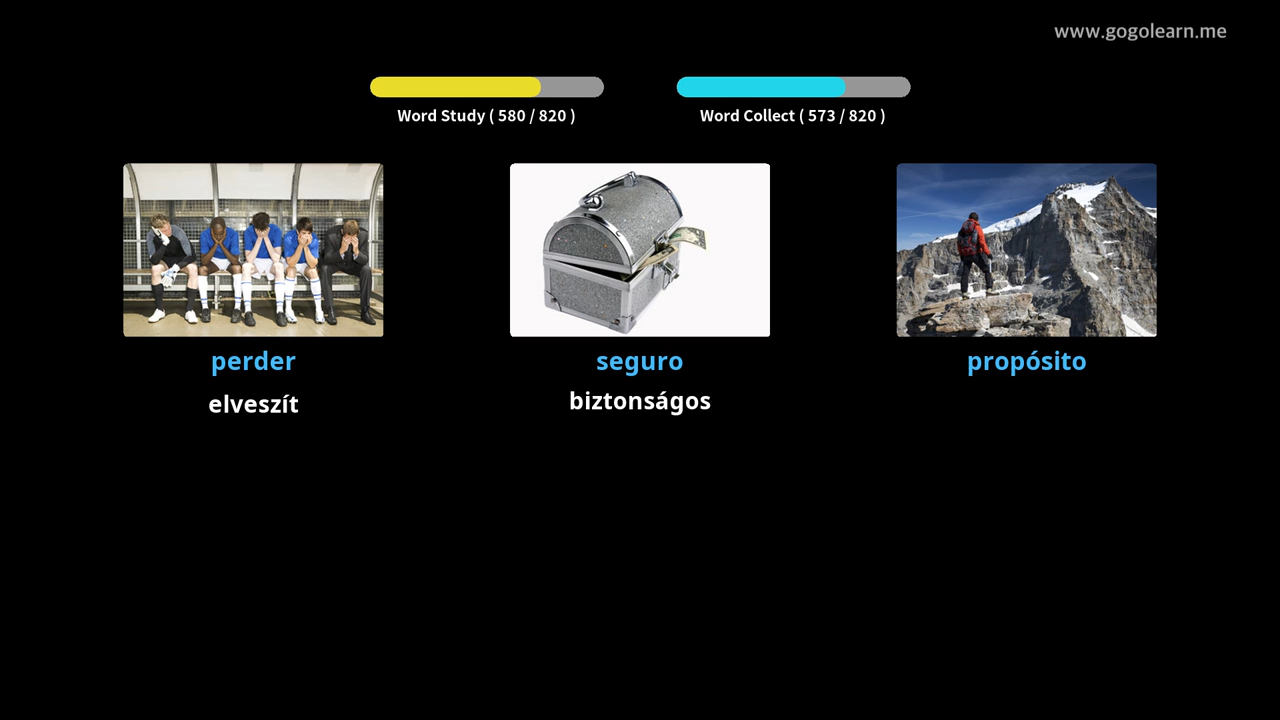 www.gogolearn.me
Word Study ( 580 / 820 )
Word Collect ( 573 / 820 )
perder
seguro
propósito
elveszít
biztonságos